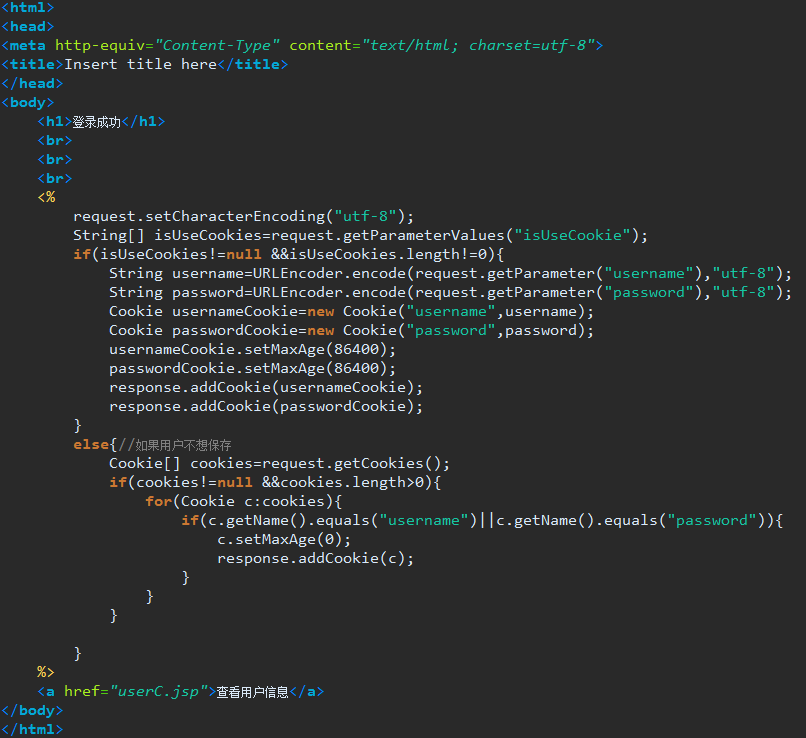 <html>
<head>
<meta http-equiv="Content-Type" content="text/html; charset=utf-8">
<title>Insert title here</title>
</head>
<body>
    <h1>登录成功</h1>
    <br>
    <br>
    <br>
    <%
        request.setCharacterEncoding("utf-8");
        String[] isUseCookies=request.getParameterValues("isUseCookie");
        if(isUseCookies!=null &&isUseCookies.length!=0){
            String username=URLEncoder.encode(request.getParameter("username"),"utf-8");
            String password=URLEncoder.encode(request.getParameter("password"),"utf-8");
            Cookie usernameCookie=new Cookie("username",username);
            Cookie passwordCookie=new Cookie("password",password);
            usernameCookie.setMaxAge(86400);
            passwordCookie.setMaxAge(86400);
            response.addCookie(usernameCookie);
            response.addCookie(passwordCookie);
        }
        else{//如果用户不想保存
            Cookie[] cookies=request.getCookies();
            if(cookies!=null &&cookies.length>0){
                for(Cookie c:cookies){
                    if(c.getName().equals("username")||c.getName().equals("password")){
                        c.setMaxAge(0);
                        response.addCookie(c);
                    }
                }
            }

        }
    %>
    <a href="userC.jsp">查看用户信息</a>
</body>
</html>